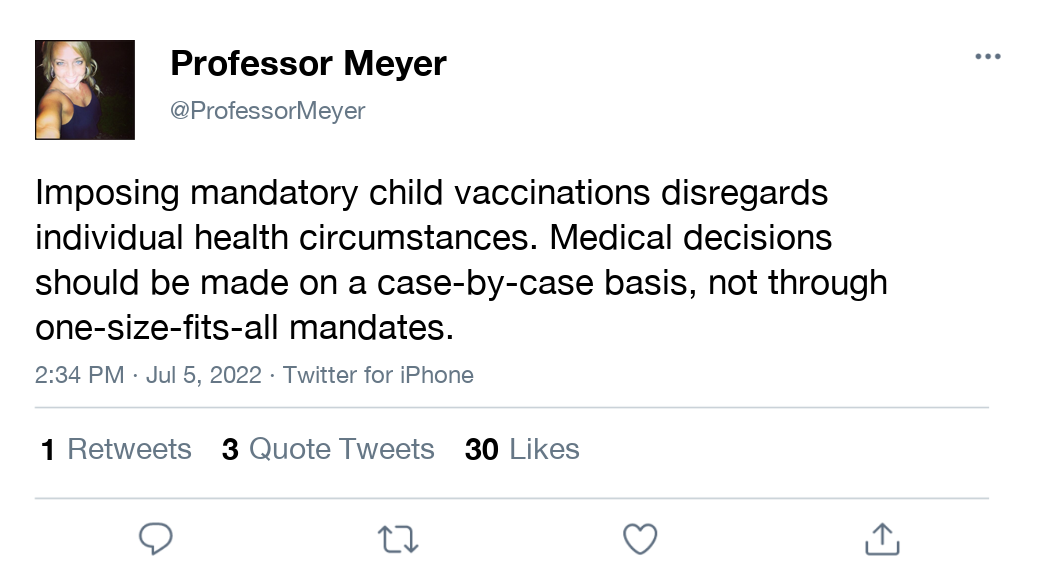 Professor Meyer
@ProfessorMeyer
Imposing mandatory child vaccinations disregards
individual health circumstances. Medical decisions
should be made on a case-by-case basis, not through
one-size-fits-all mandates.
2:34 PM · Jul 5, 2022 · Twitter for iPhone
1 Retweets 3 Quote Tweets 30 Likes